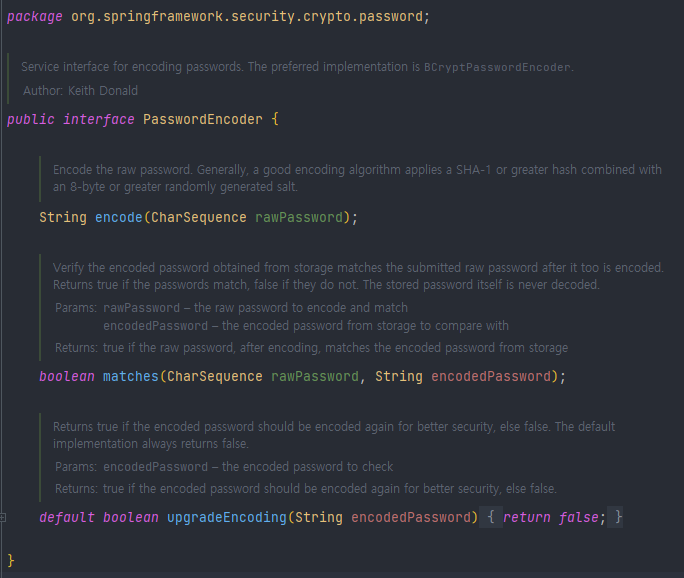 package org.springframework.security.crypto.password;
Service interface for encoding passwords. The preferred implementation is BCryptPasswordEncoder.
Author: Keith Donald
public interface PasswordEncoder {
Encode the raw password. Generally, a good encoding algorithm applies a SHA-1 or greater hash combined with
an 8-byte or greater randomly generated salt.
String encode(CharSequence rawPassword);
Verify the encoded password obtained from storage matches the submitted raw password after it too is encoded.
Returns true if the passwords match, false if they do not. The stored password itself is never decoded.
Params: rawPassword – the raw password to encode and match
encodedPassword – the encoded password from storage to compare with
Returns: true if the raw password, after encoding, matches the encoded password from storage
boolean matches(CharSequence rawPassword, String encodedPassword);
Returns true if the encoded password should be encoded again for better security, else false. The default
implementation always returns false.
Params: encodedPassword – the encoded password to check
Returns: true if the encoded password should be encoded again for better security, else false.
default boolean upgradeEncoding(String encodedPassword) { return false; }
}